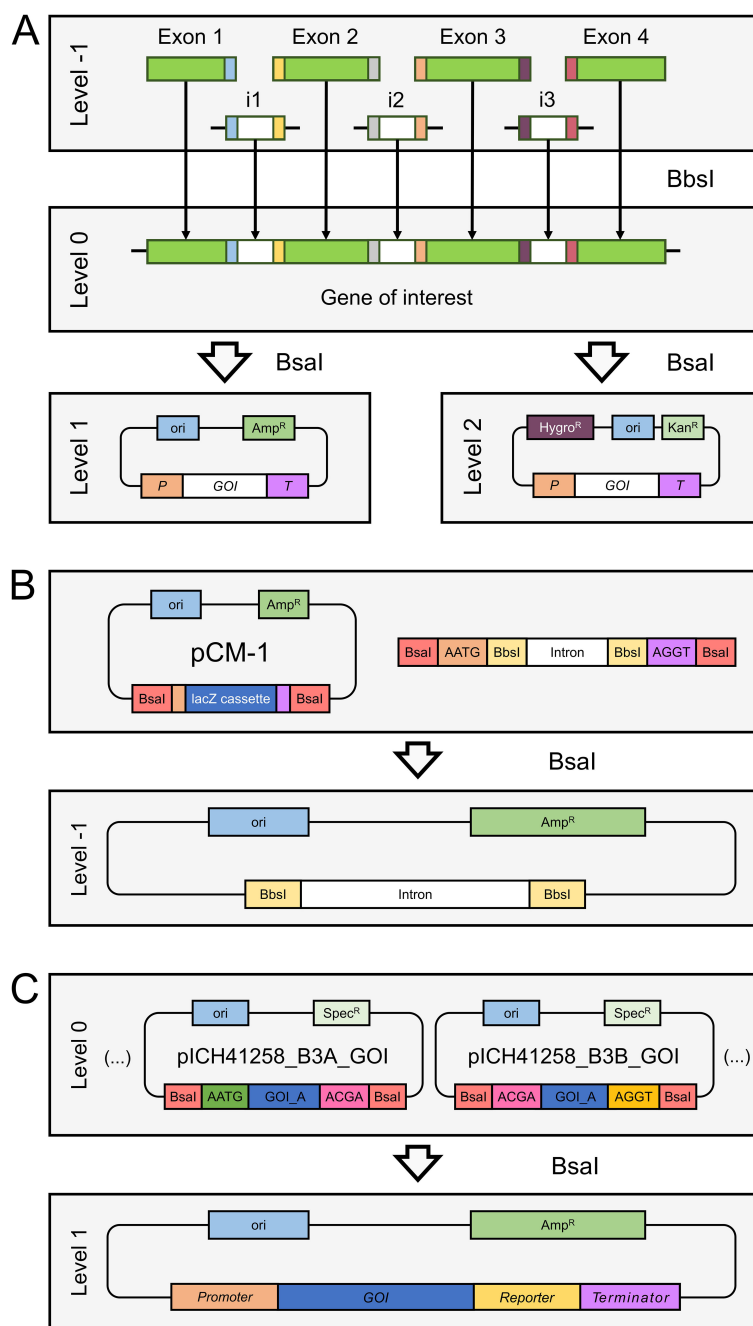 A
Level -1
Exon 1 Exon 2 Exon 3 Exon 4
i1 i2 i3
BbsI
Level 0
Gene of interest
BsaI BsaI
Level 1
ori AmpR
P GOI T
Level 2
HygroR ori KanR
P GOI T
B
ori AmpR
pCM-1
BsaI lacZ cassette BsaI
BsaI AATG BbsI Intron BbsI AGGT BsaI
BsaI
Level -1
ori AmpR
BbsI Intron BbsI
C
Level 0
(...)
ori SpecR
pICH41258_B3A_GOI
BsaI AATG GOI_A ACGA BsaI
ori SpecR
pICH41258_B3B_GOI
BsaI ACGA GOI_A AGGT BsaI
(...)
BsaI
Level 1
ori AmpR
Promoter GOI Reporter Terminator